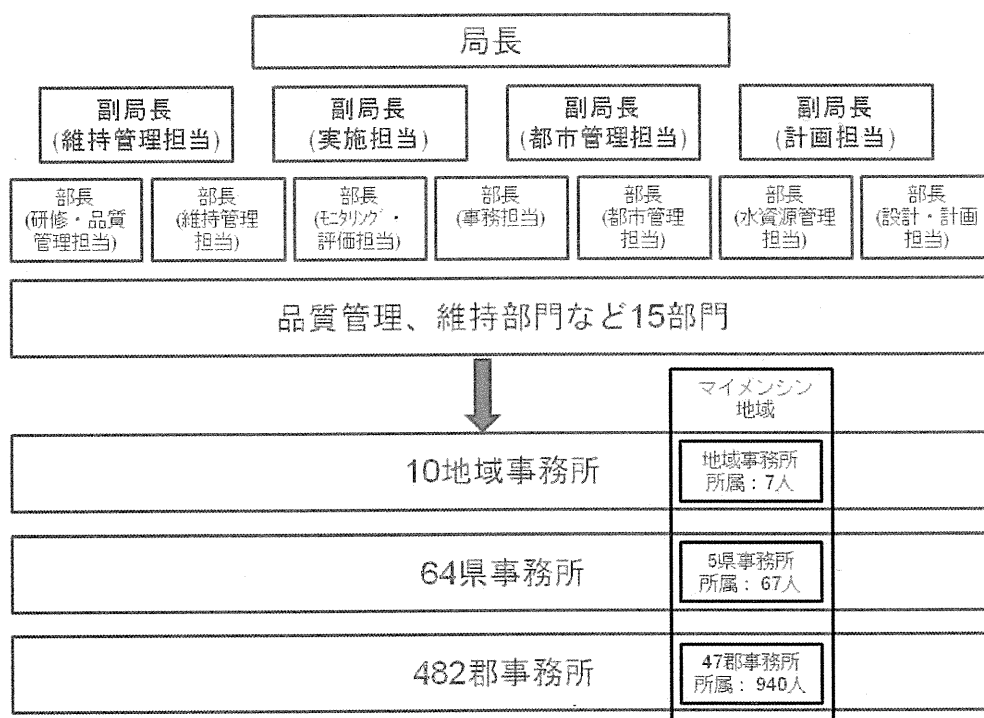 局長
副局長
(維持管理担当)
副局長
(実施担当)
副局長
(都市管理担当)
副局長
(計画担当)
部長
(研修・品質
管理担当)
部長
(維持管理
担当)
部長
(ﾓﾆﾀﾘﾝｸﾞ・
評価担当)
部長
(事務担当)
部長
(都市管理
担当)
部長
(水資源管理
担当)
部長
(設計・計画
担当)
品質管理、維持部門など15部門
マイメンシン
地域
10地域事務所
地域事務所
所属：7人
64県事務所
5県事務所
所属：67人
482郡事務所
47郡事務所
所属：940人